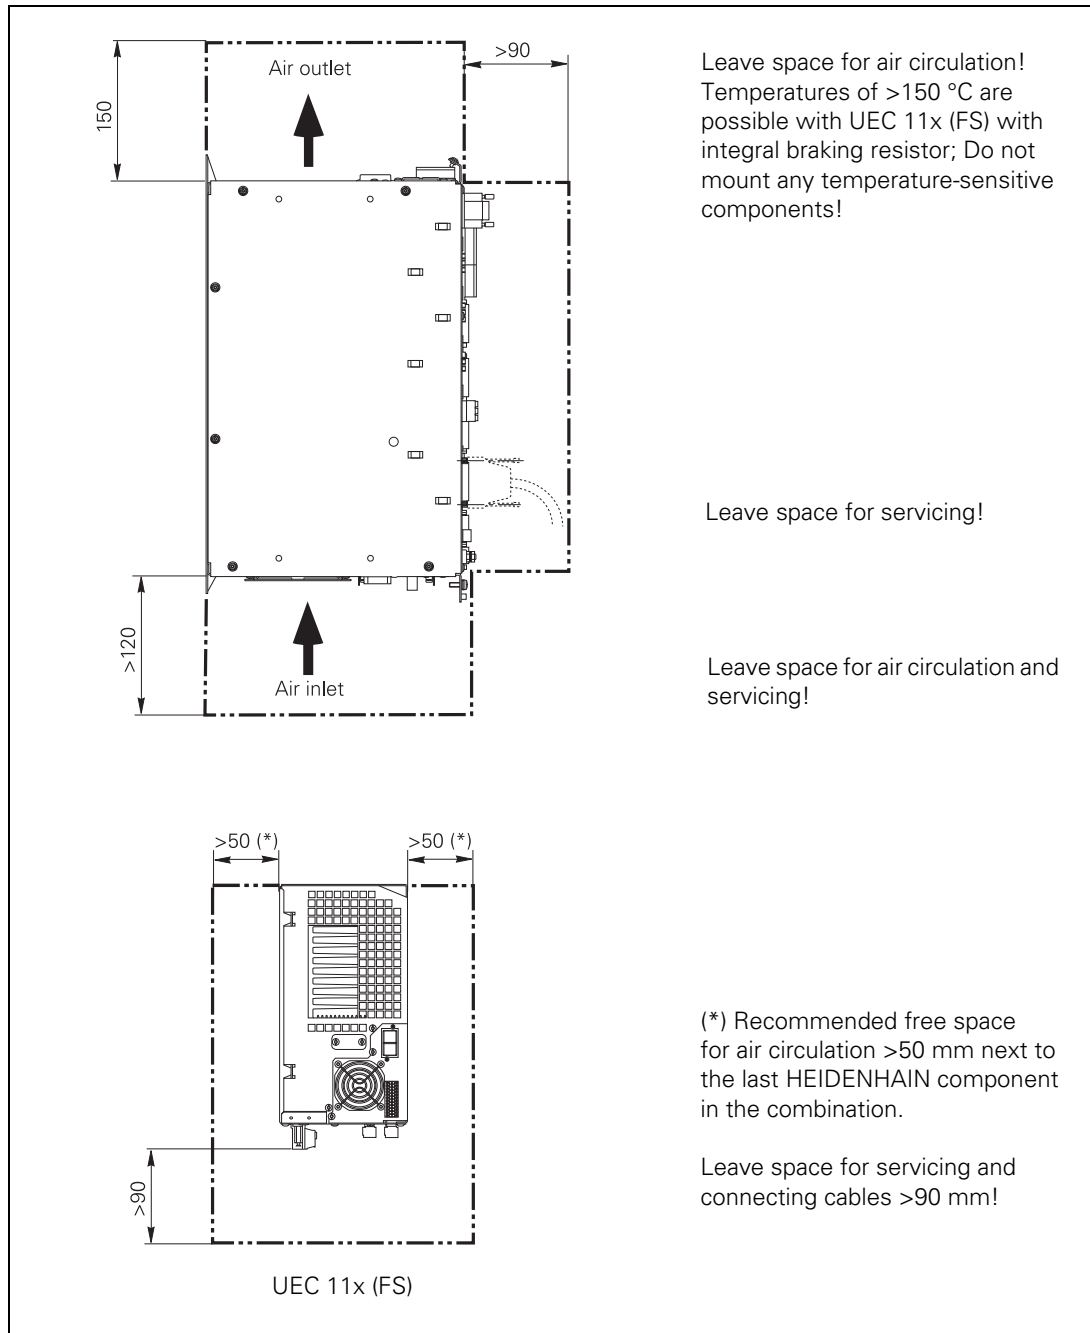 >90
Air outlet
150
Leave space for air circulation!
Temperatures of >150 °C are
possible with UEC 11x (FS) with
integral braking resistor; Do not
mount any temperature-sensitive
components!
Leave space for servicing!
>120
Air inlet
Leave space for air circulation and
servicing!
>50 (*)
>50 (*)
(*) Recommended free space
for air circulation >50 mm next to
the last HEIDENHAIN component
in the combination.
>90
Leave space for servicing and
connecting cables >90 mm!
UEC 11x (FS)